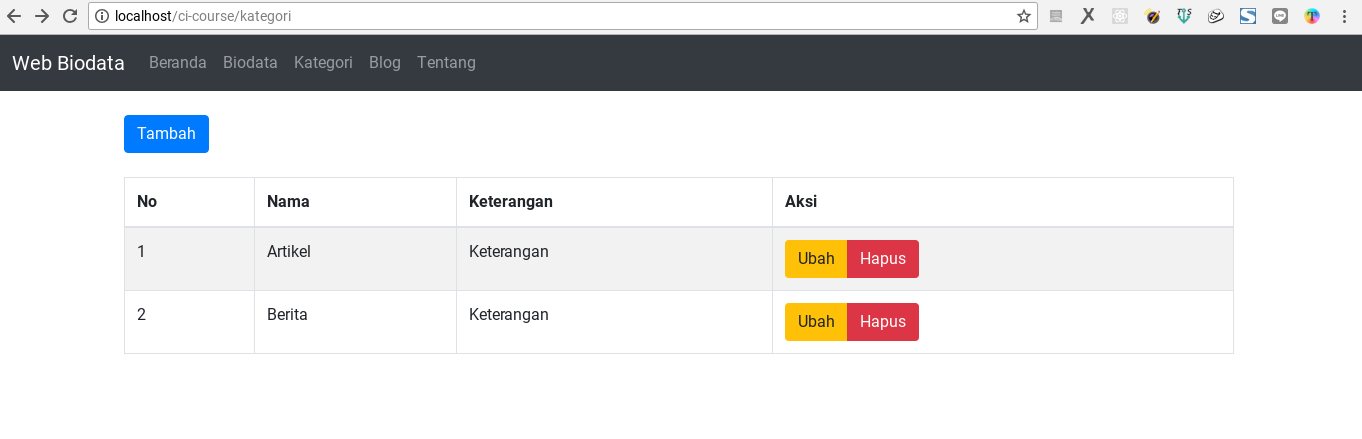 localhost/ci-course/kategori
Web Biodata Beranda Biodata Kategori Blog Tentang
Tambah
No Nama Keterangan Aksi
1 Artikel Keterangan Ubah Hapus
2 Berita Keterangan Ubah Hapus